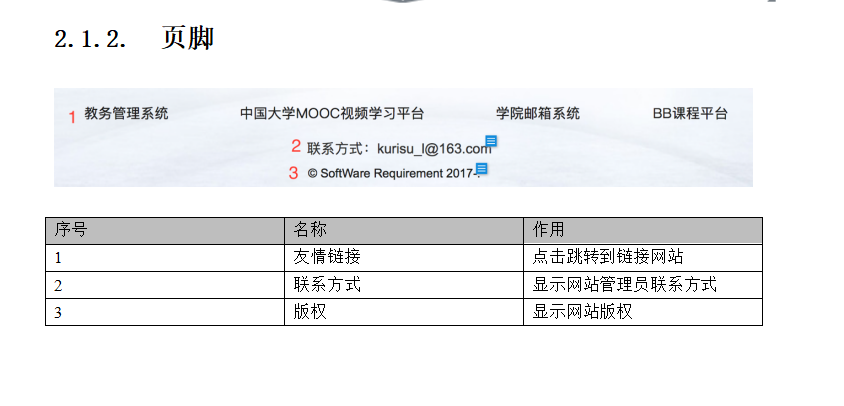 2.1.2. 页脚
1 教务管理系统 中国大学MOOC视频学习平台 学院邮箱系统 BB课程平台
2 联系方式：kurisu_l@163.com
3 © SoftWare Requirement 2017-
序号 名称 作用
1 友情链接 点击跳转到链接网站
2 联系方式 显示网站管理员联系方式
3 版权 显示网站版权